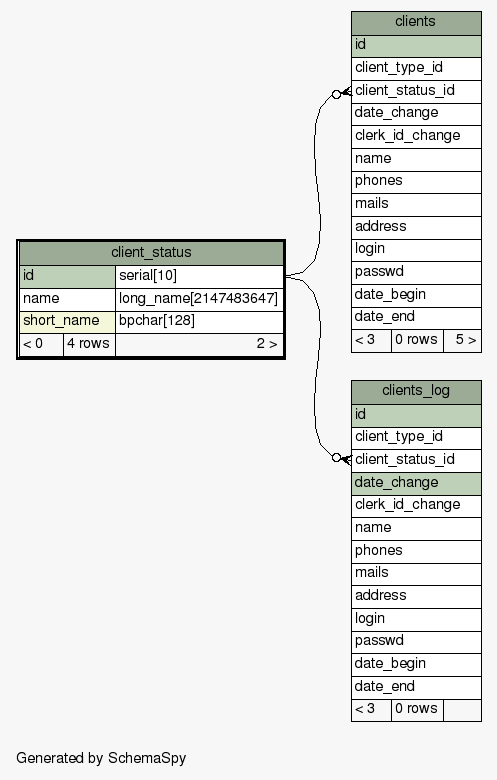 clients
id
client_type_id
client_status_id
date_change
clerk_id_change
name
phones
mails
address
login
passwd
date_begin
date_end
< 3 0 rows 5 >
client_status
id serial[10]
name long_name[2147483647]
short_name bpchar[128]
< 0 4 rows 2 >
clients_log
id
client_type_id
client_status_id
date_change
clerk_id_change
name
phones
mails
address
login
passwd
date_begin
date_end
< 3 0 rows
Generated by SchemaSpy